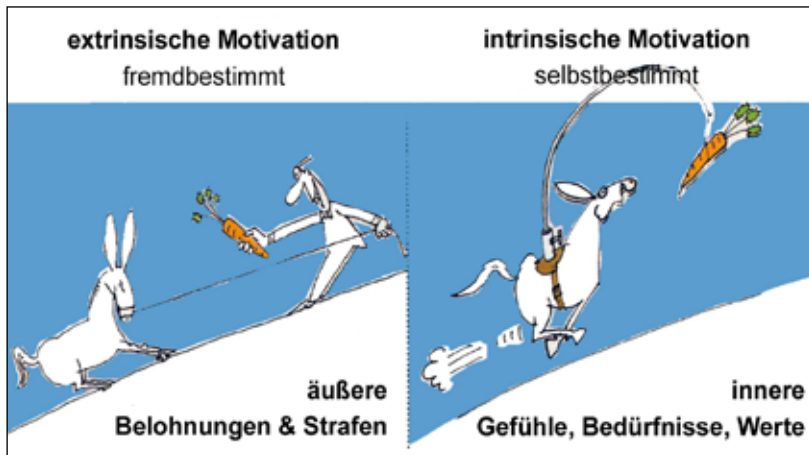 extrinsische Motivation
fremdbestimmt
äußere
Belohnungen & Strafen
intrinsische Motivation
selbstbestimmt
innere
Gefühle, Bedürfnisse, Werte